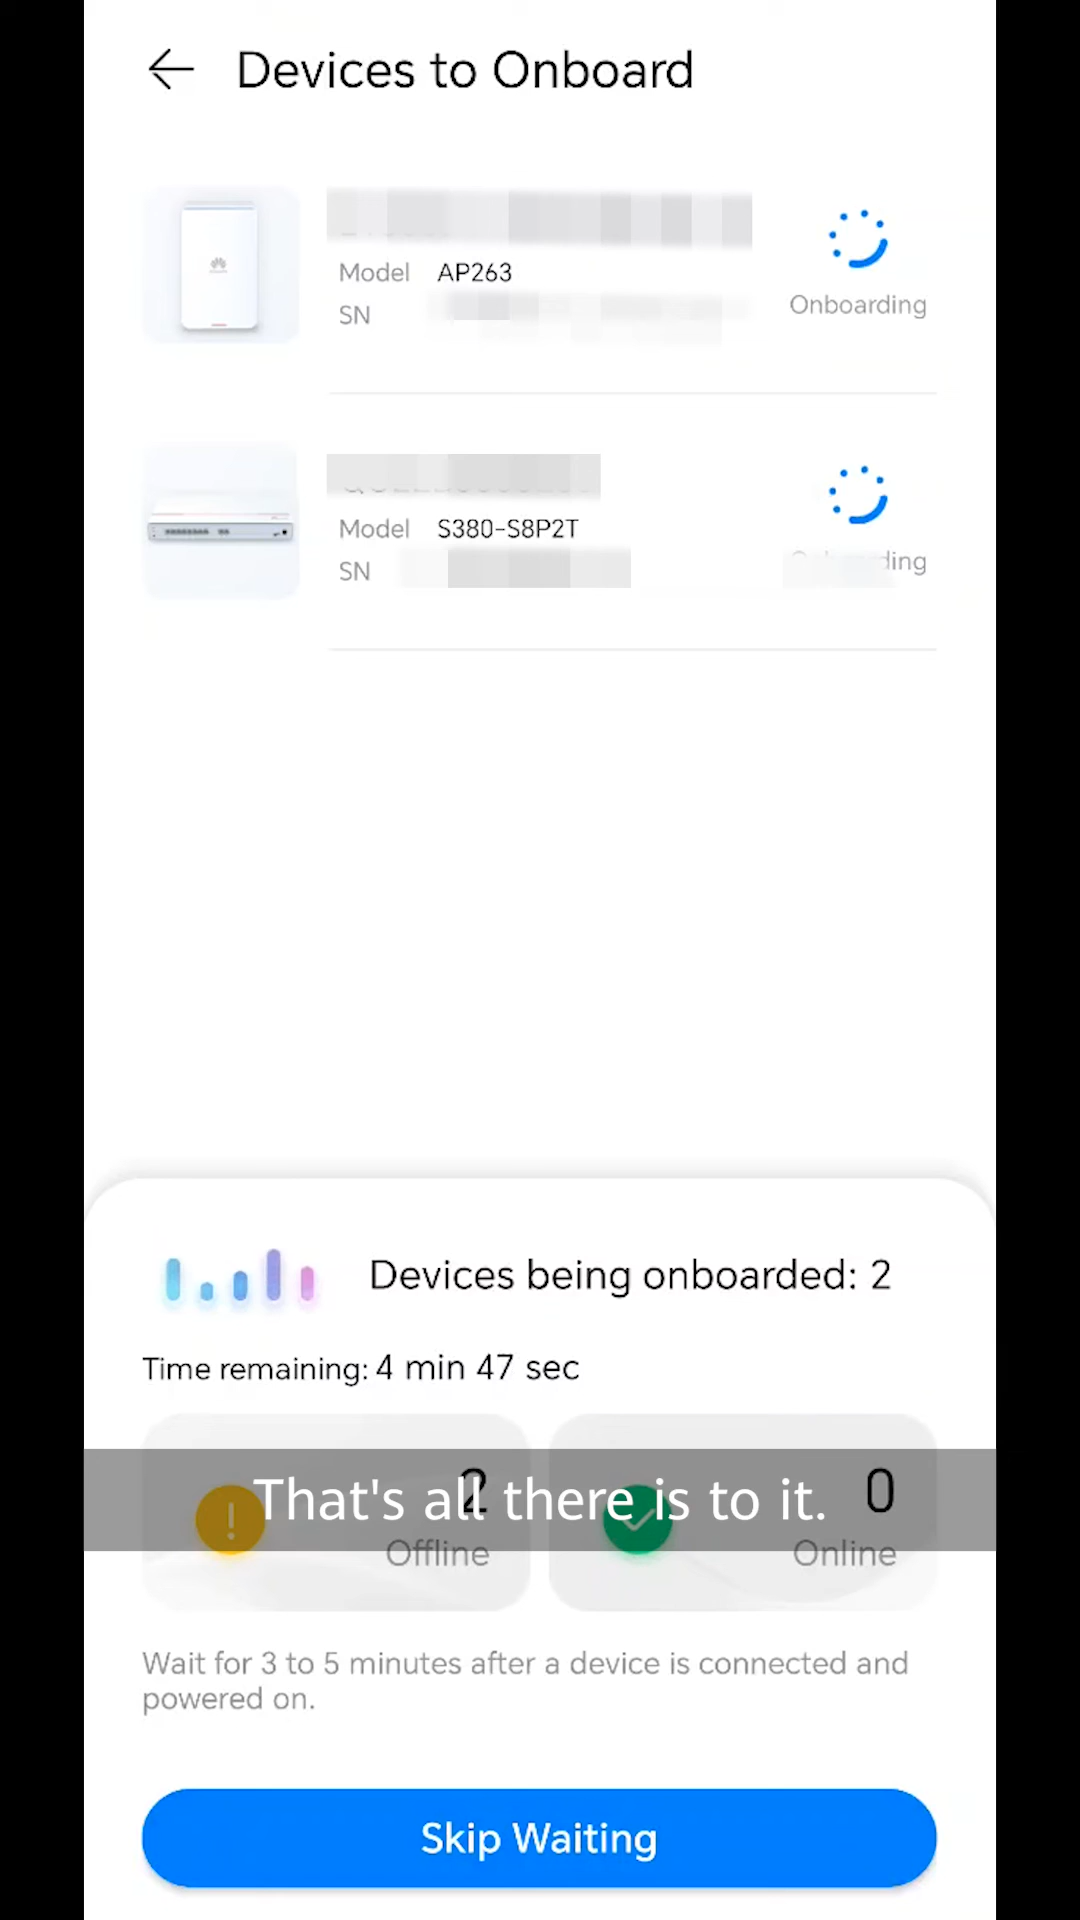 Devices to Onboard
Model AP263
SN
Onboarding
Model S380-S8P2T
SN
Devices being onboarded: 2
Time remaining: 4 min 47 sec
2
Offline
0
Online
That's all there is to it.
Wait for 3 to 5 minutes after a device is connected and
powered on.
Skip Waiting